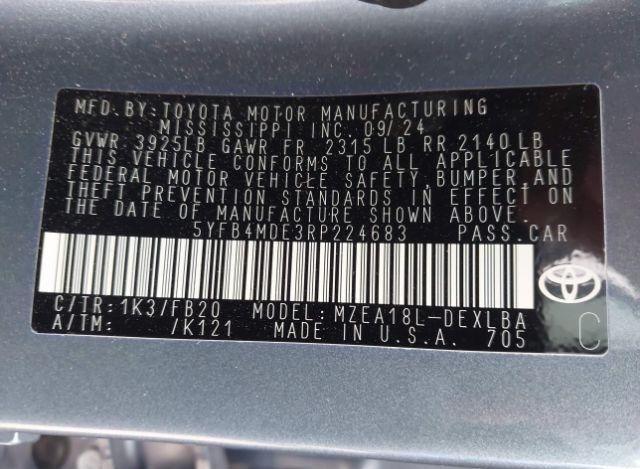 MFD.BY:TOYOTA MOTOR MANUFACTURING
MISSISSIPPI INC.09/24
GVWR 3925LB GAWR FR 2315 LB RR 2140 LB
THIS VEHICLE CONFORMS TO ALL APPLICABLE
FEDERAL MOTOR VEHICLE SAFETY,BUMPER,AND
THEFT PREVENTION STANDARDS IN EFFECT ON
THE DATE OF MANUFACTURE SHOWN ABOVE.
5YFB4MDE3RP224683 PASS.CAR
C/TR:1K3/FB20 MODEL:MZEA18L-DEXLBA
A/TM: /K121 MADE IN U.S.A. 705
C